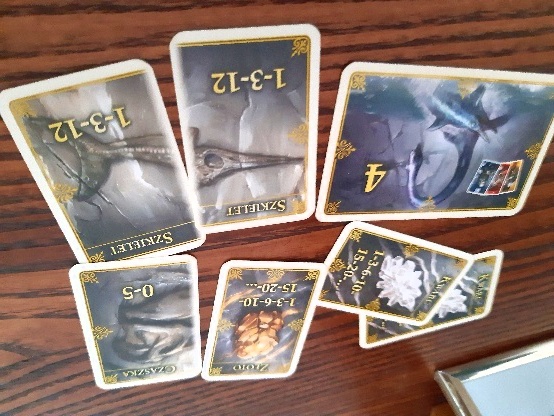 SZKIELET
1-3-12
SZKIELET
1-3-12
4
CZASZKA
0-5
ZŁOTO
1-3-6-10-
15-20-...
1-3-6-10-
15-20-...